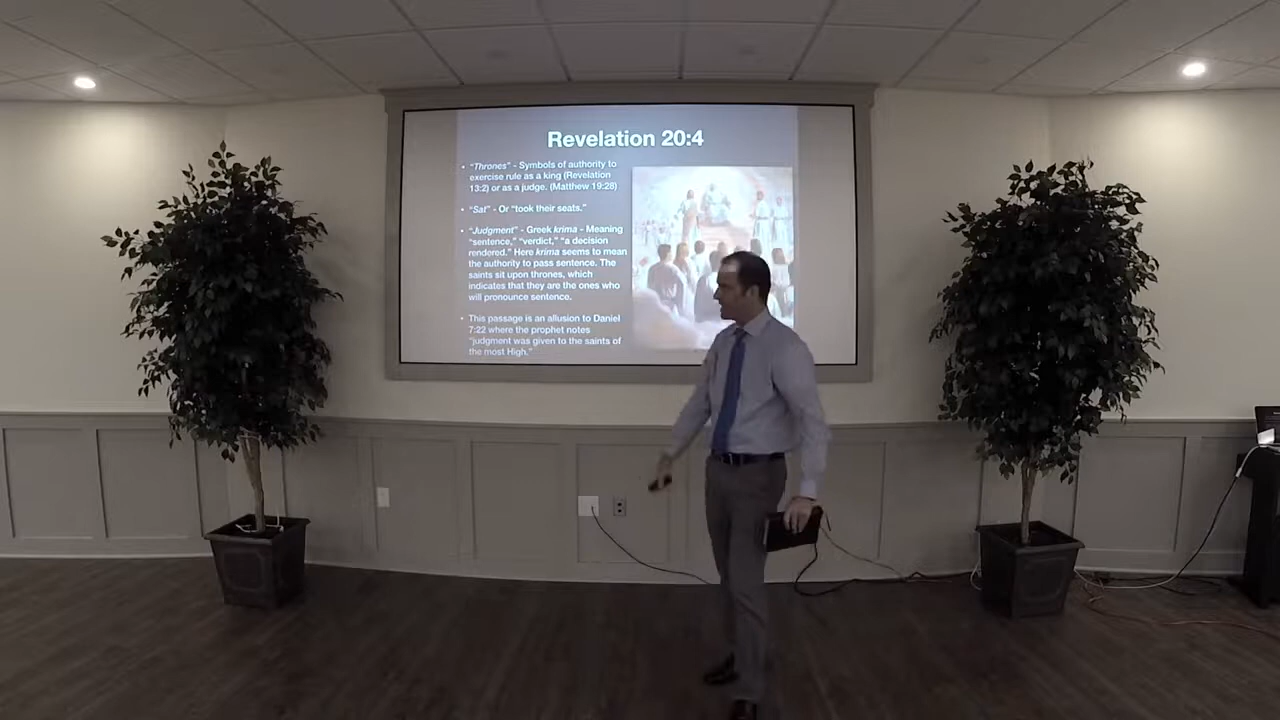 Revelation 20:4
• "Thrones" - Symbols of authority to
exercise rule as a king (Revelation
13:2) or as a judge. (Matthew 19:28)
• "Sat" - Or "took their seats."
• "Judgment" - Greek krima - Meaning
"sentence," "verdict," "a decision
rendered." Here krima seems to mean
the authority to pass sentence. The
saints sit upon thrones, which
indicates that they are the ones who
will pronounce sentence.
• This passage is an allusion to Daniel
7:22 where the prophet notes
"judgment was given to the saints of
the most High."